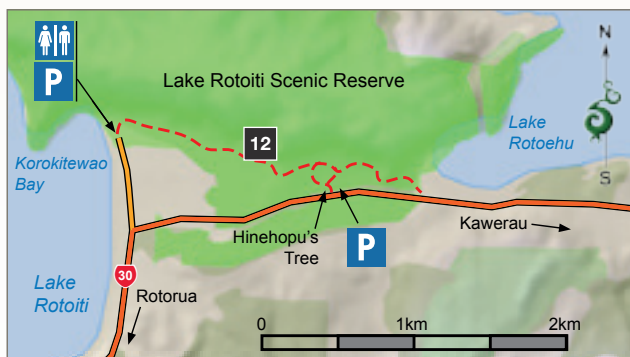 P
Lake Rotoiti Scenic Reserve
N
12
Lake
Rotoehu
Korokitewao
Bay
S
Hinehopu's
Tree
P
Kawerau
Lake
Rotoiti
30
Rotorua
0
1km
2km